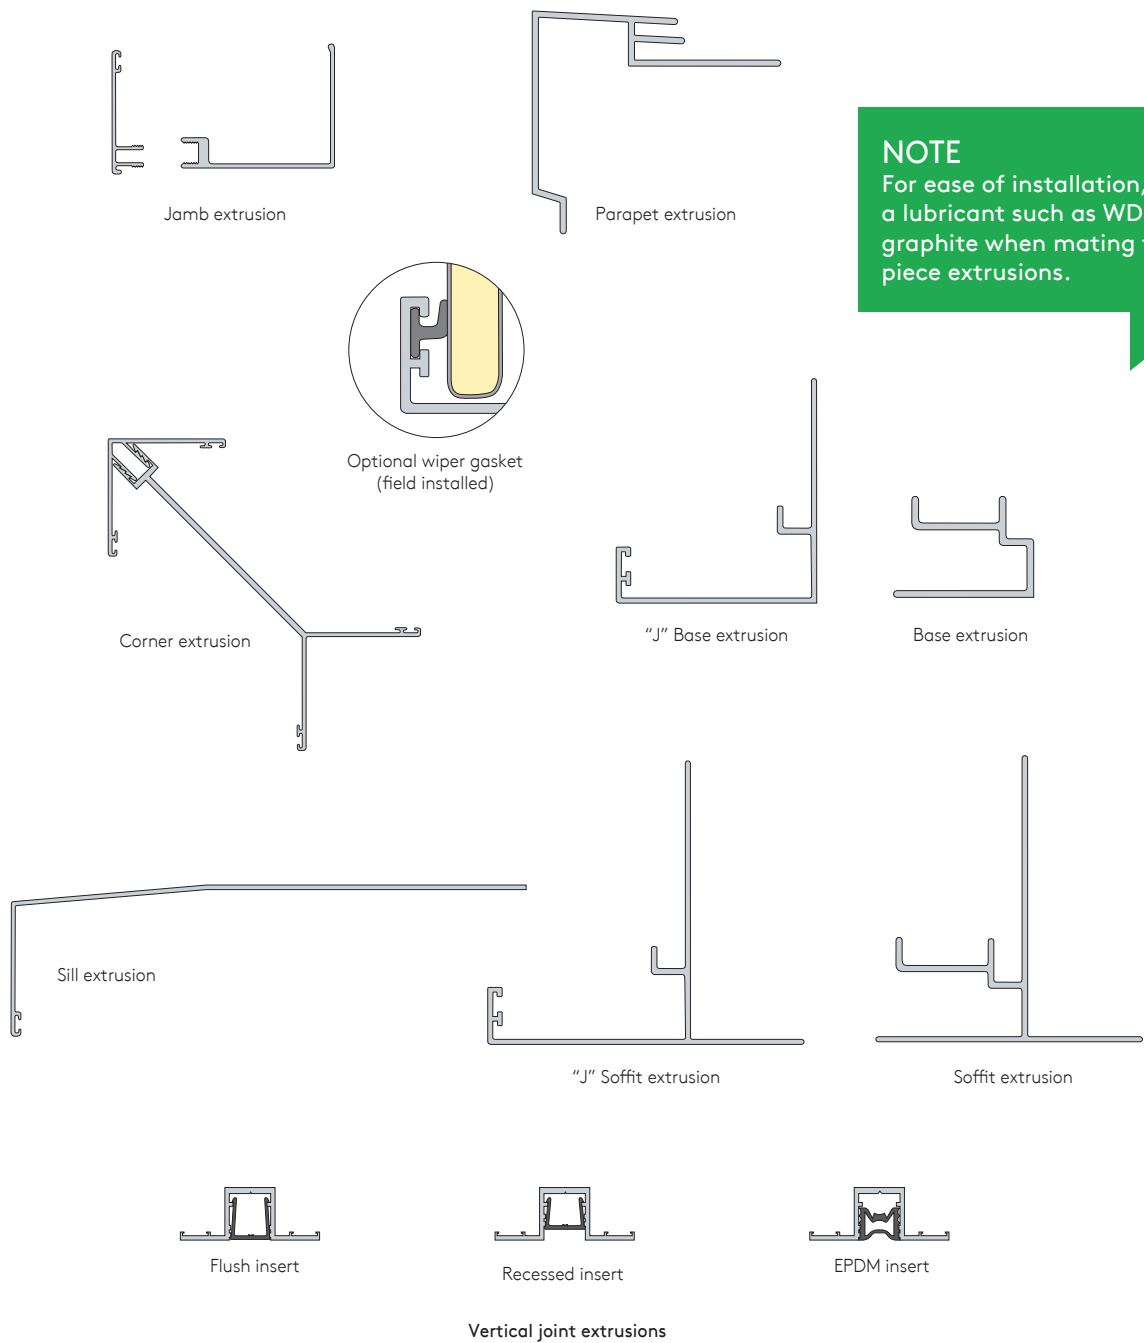 Jamb extrusion
Parapet extrusion
NOTE
For ease of installation,
a lubricant such as WD
graphite when mating
piece extrusions.
Optional wiper gasket
(field installed)
Corner extrusion
“J” Base extrusion
Base extrusion
Sill extrusion
“J” Soffit extrusion
Soffit extrusion
Flush insert
Recessed insert
EPDM insert
Vertical joint extrusions